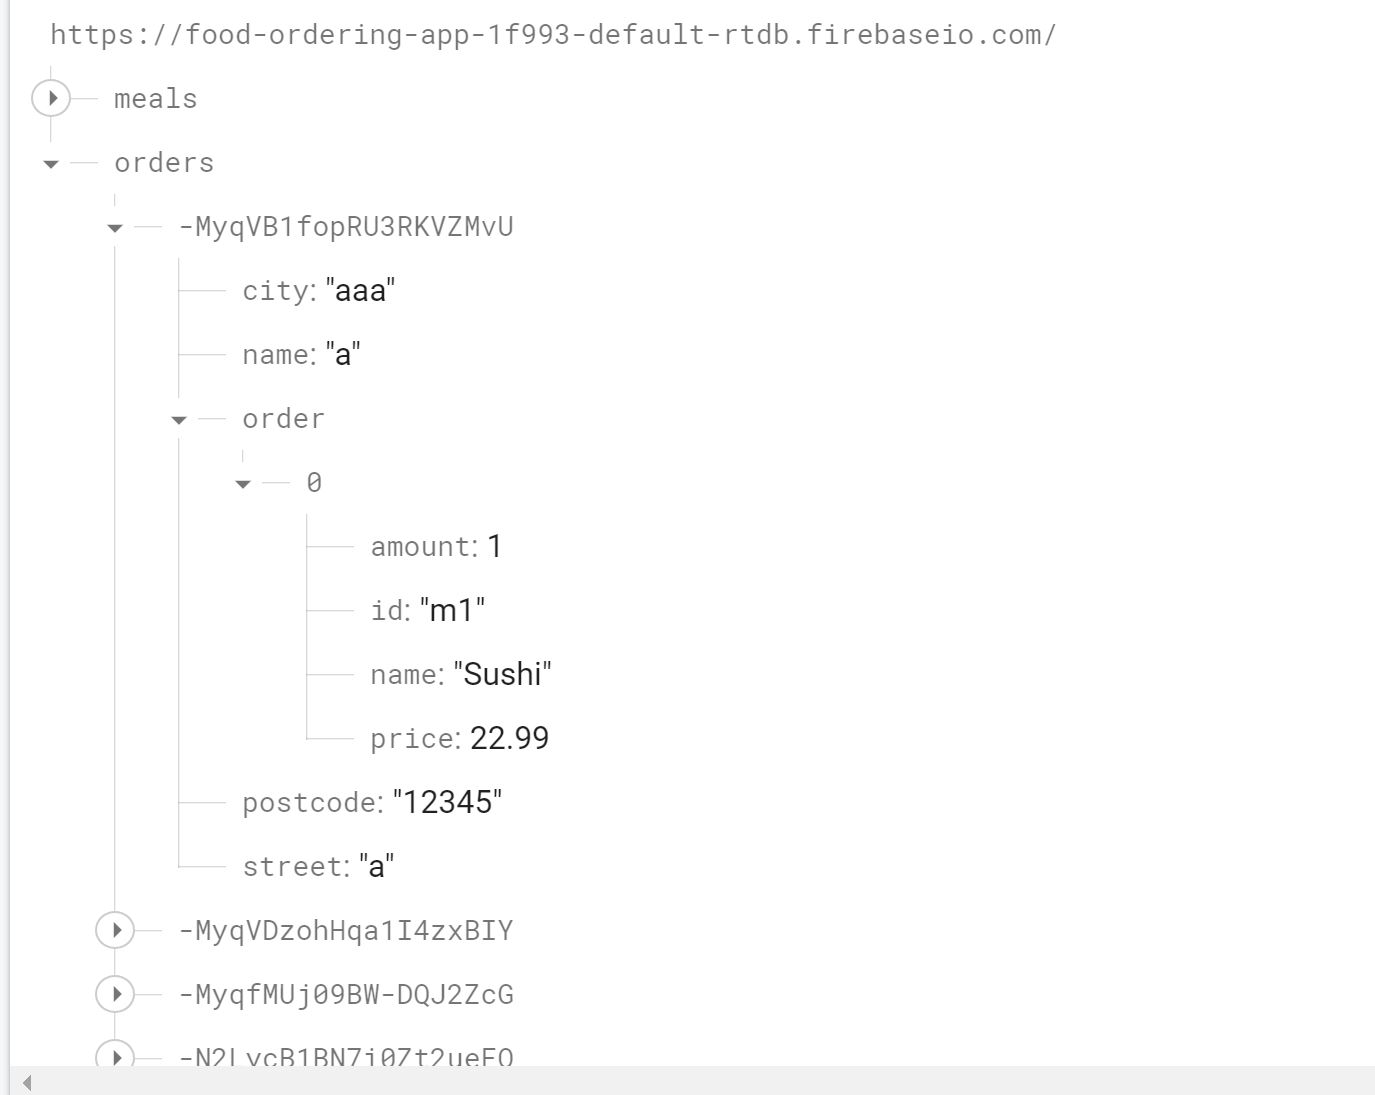 https://food-ordering-app-1f993-default-rtdb.firebaseio.com/
meals
orders
-MyqVB1fopRU3RKVZMvU
city: "aaa"
name: "a"
order
0
amount: 1
id: "m1"
name: "Sushi"
price: 22.99
postcode: "12345"
street: "a"
-MyqVDzohHqa1I4zxBIY
-MyqfMUj09BW-DQJ2ZcG